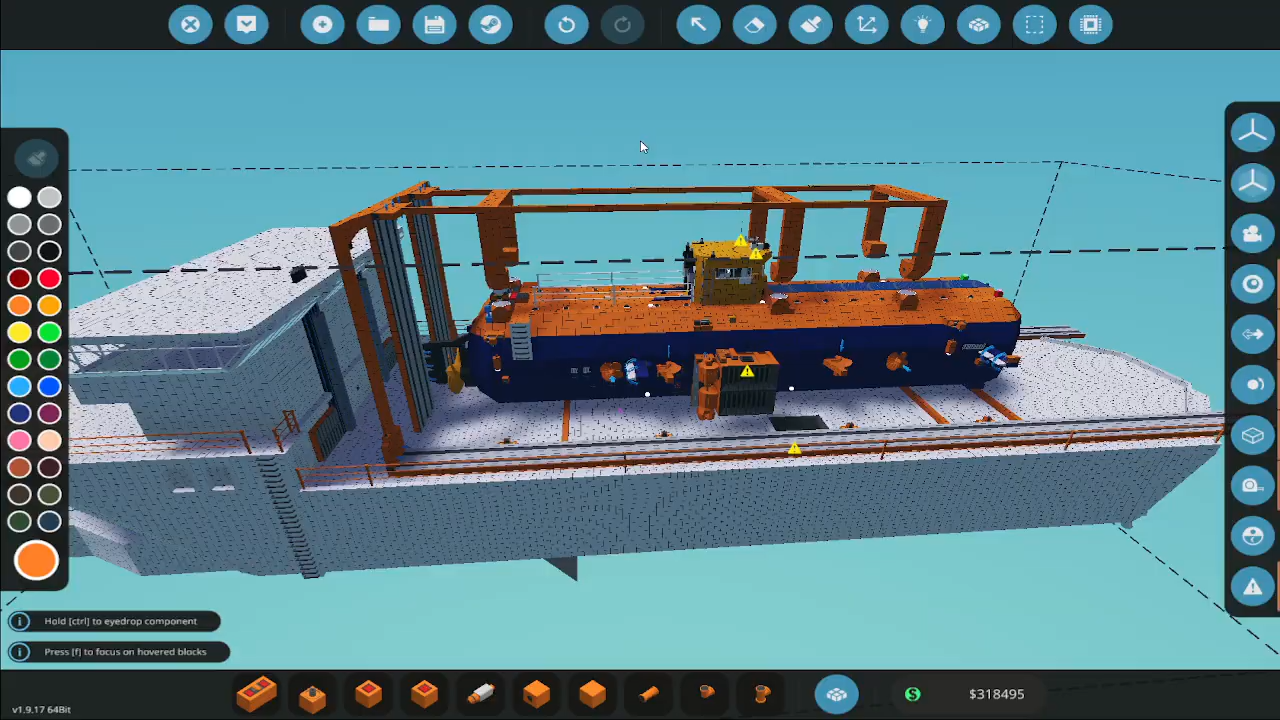 Hold [ctrl] to eyedrop component
Press [f] to focus on hovered blocks
v1.9.17 64Bit
$318495